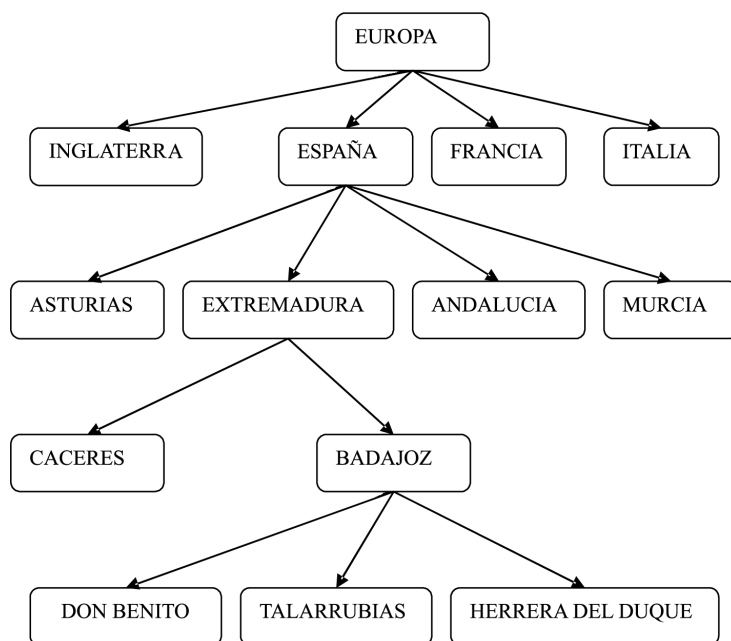 EUROPA
INGLATERRA
ESPAÑA
FRANCIA
ITALIA
ASTURIAS
EXTREMADURA
ANDALUCIA
MURCIA
CACERES
BADAJOZ
DON BENITO
TALARRUBIAS
HERRERA DEL DUQUE